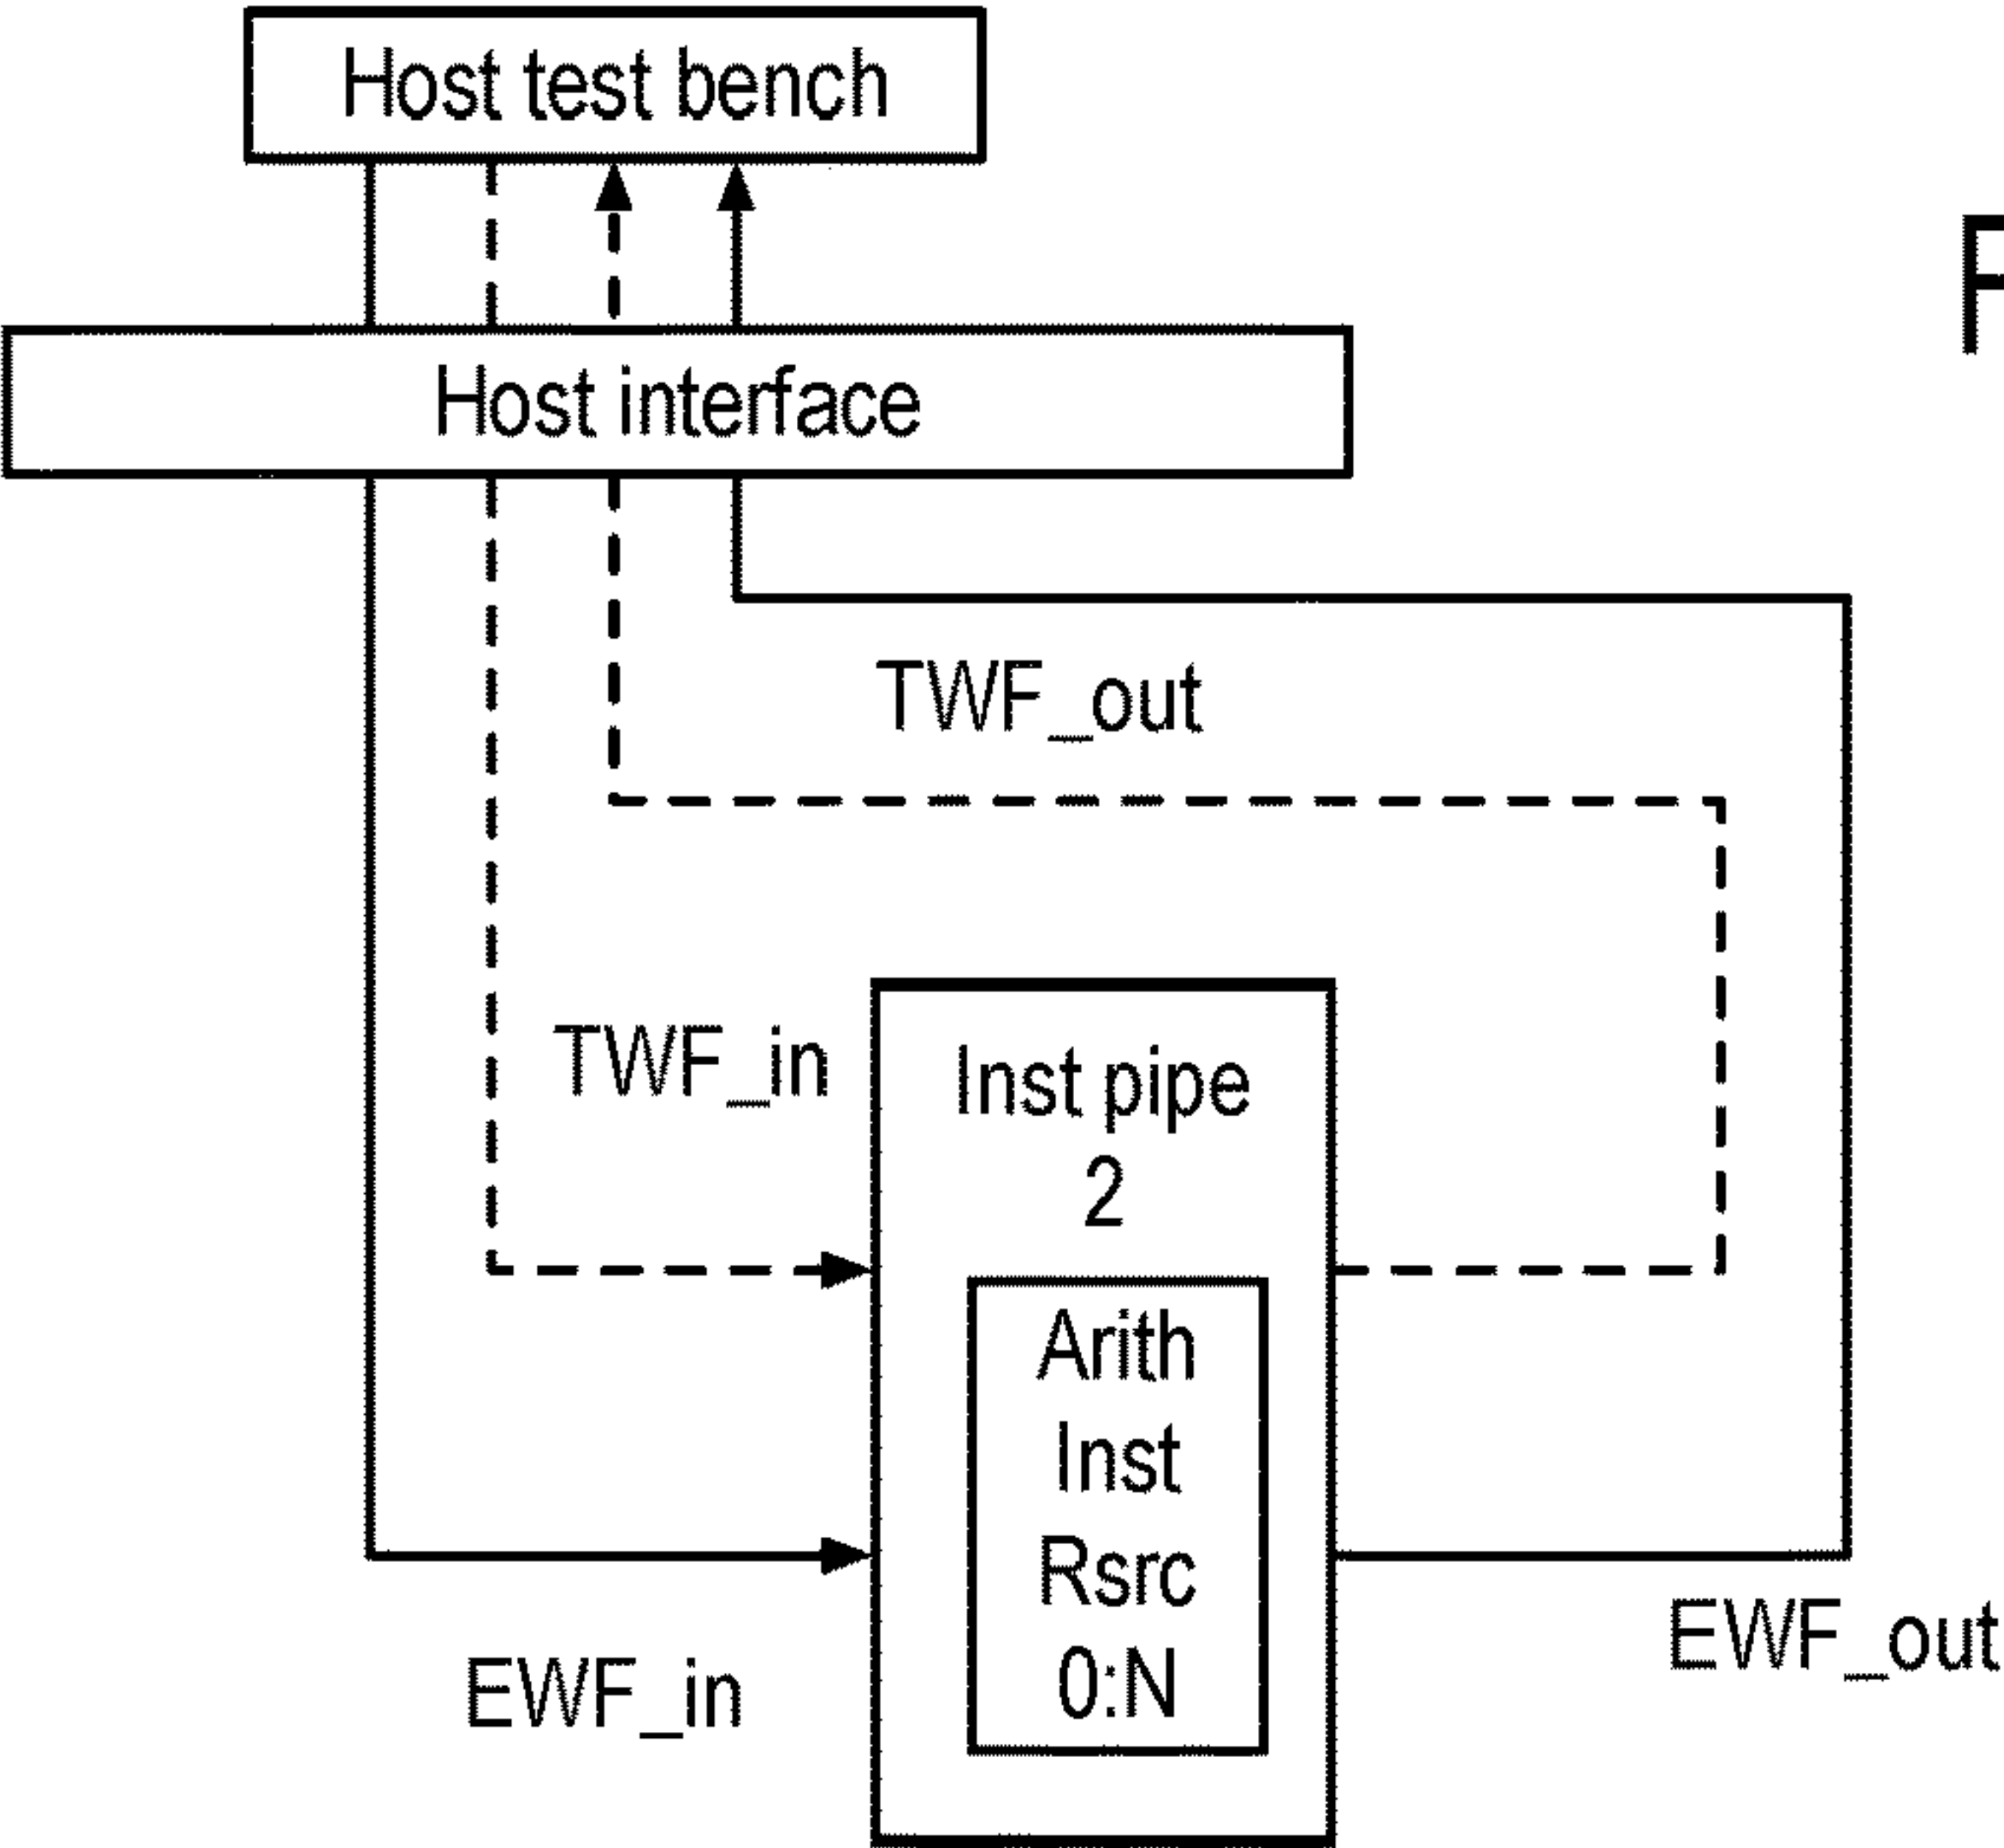 Host test bench
Host interface
TWF_out
TWF_in
Inst pipe
2
Arith
Inst
Rsrc
0:N
EWF_in
EWF_out